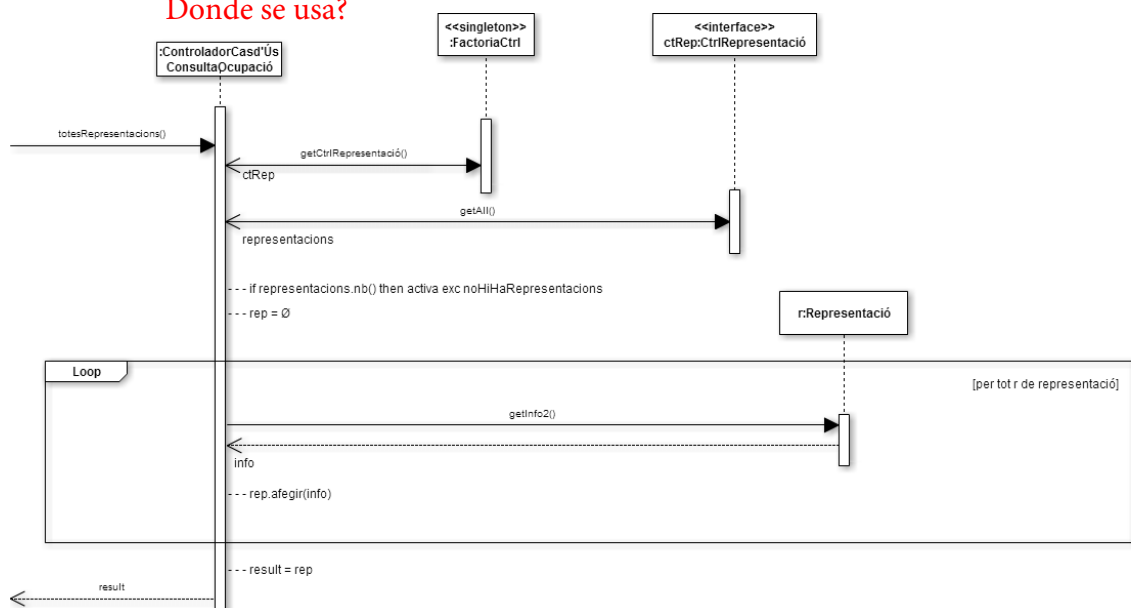 Donde se usa?
<<singleton>>
:FactoriaCtrl
<<interface>>
ctRep:CtrlRepresentació
:ControladorCasd'Ús
ConsultaOcupació
totesRepresentacions()
getCtrlRepresentació()
ctRep
getAll()
representacions
--- if representacions.nb() then activa exc noHiHaRepresentacions
--- rep = Ø
r:Representació
Loop
[per tot r de representació]
getInfo2()
info
--- rep.afegir(info)
--- result = rep
result